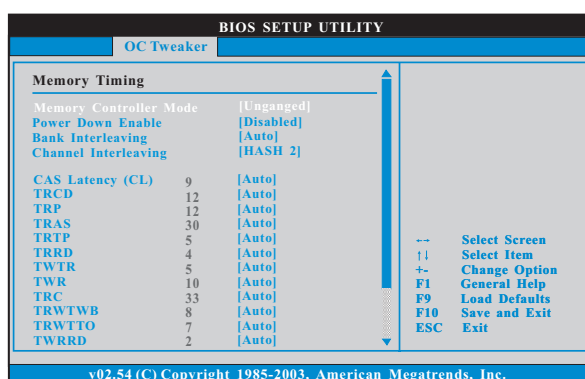 BIOS SETUP UTILITY
OC Tweaker
Memory Timing
Memory Controller Mode [Unganged]
Power Down Enable [Disabled]
Bank Interleaving [Auto]
Channel Interleaving [HASH 2]
CAS Latency (CL) 9 [Auto]
TRCD 12 [Auto]
TRP 12 [Auto]
TRAS 30 [Auto]
TRTP 5 [Auto]
TRRD 4 [Auto]
TWTR 5 [Auto]
TWR 10 [Auto]
TRC 33 [Auto]
TRWTWB 8 [Auto]
TRWTTO 7 [Auto]
TWRRD 2 [Auto]
←→ Select Screen
↑↓ Select Item
+- Change Option
F1 General Help
F9 Load Defaults
F10 Save and Exit
ESC Exit
v02.54 (C) Copyright 1985-2003, American Megatrends, Inc.